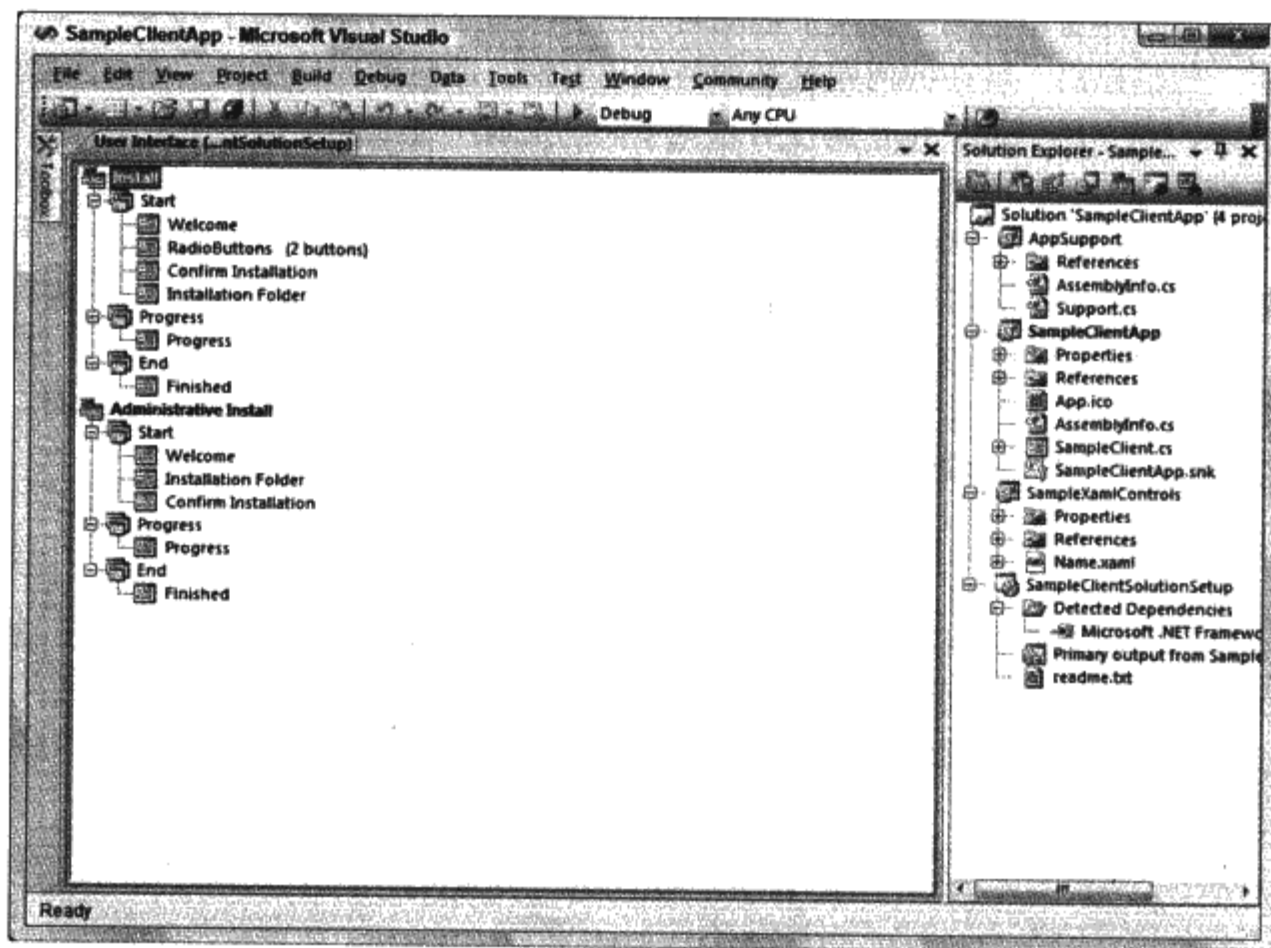 SampleClientApp - Microsoft Visual Studio
File Edit View Project Build Debug Data Tools Test Window Community Help
Debug Any CPU
Toolbox
User Interface (...ntSolutionSetup)
Install
Start
Welcome
RadioButtons (2 buttons)
Confirm Installation
Installation Folder
Progress
Progress
End
Finished
Administrative Install
Start
Welcome
Installation Folder
Confirm Installation
Progress
Progress
End
Finished
Solution Explorer - Sample...
Solution 'SampleClientApp' (4 proj
AppSupport
References
AssemblyInfo.cs
Support.cs
SampleClientApp
Properties
References
App.ico
AssemblyInfo.cs
SampleClient.cs
SampleClientApp.snk
SampleXamlControls
Properties
References
Name.xaml
SampleClientSolutionSetup
Detected Dependencies
Microsoft .NET Framewo
Primary output from Sample
readme.txt
Ready